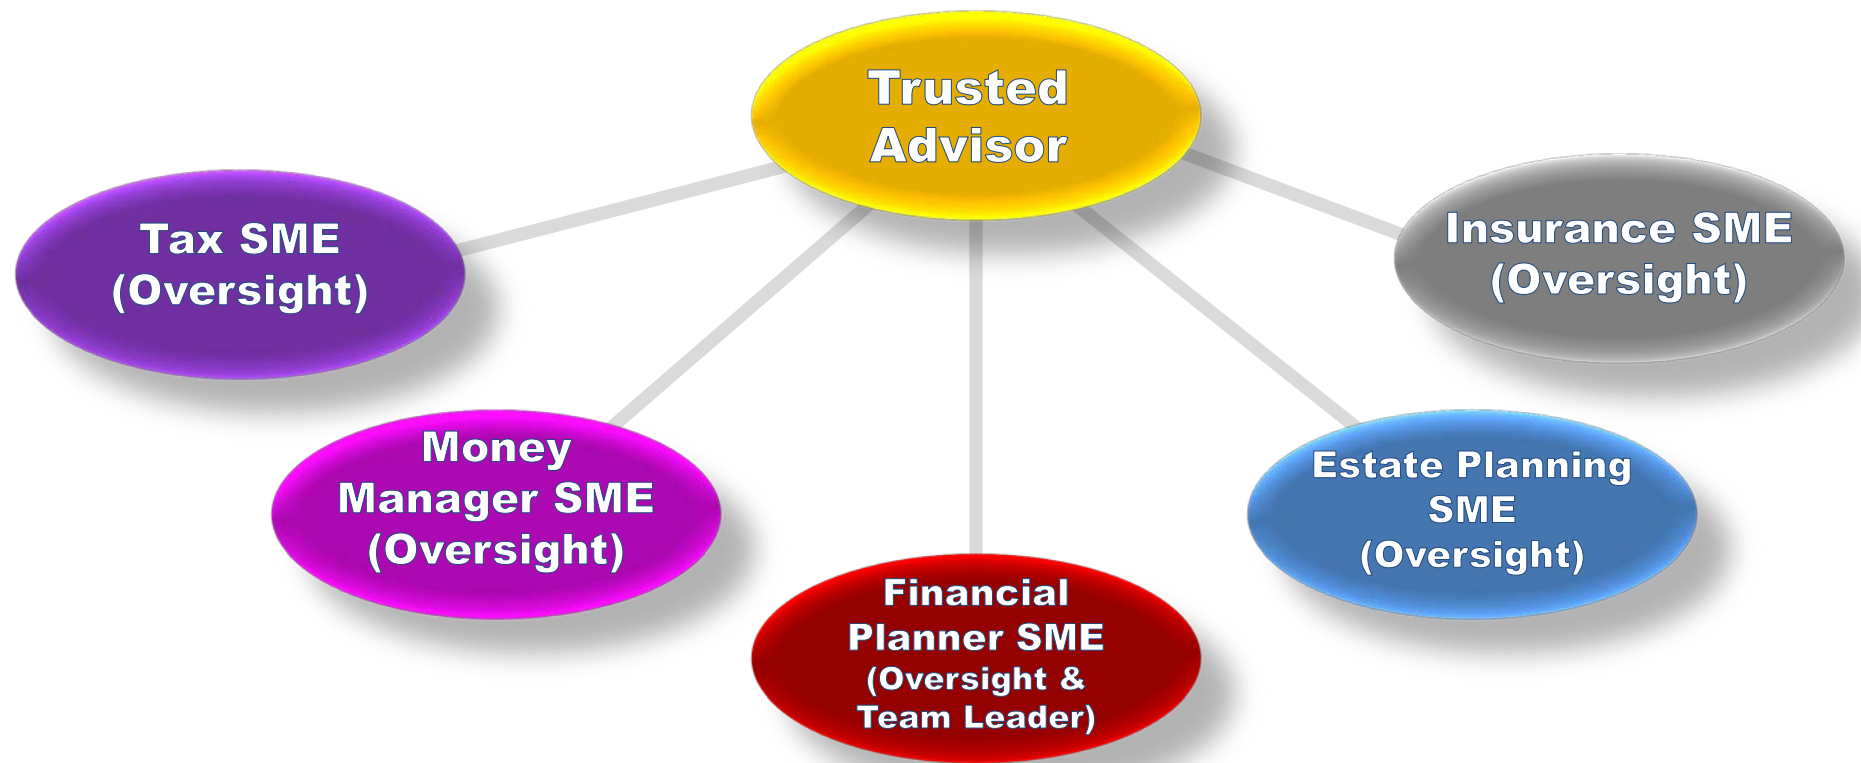 Trusted
Advisor
Tax SME
(Oversight)
Money
Manager SME
(Oversight)
Financial
Planner SME
(Oversight &
Team Leader)
Estate Planning
SME
(Oversight)
Insurance SME
(Oversight)